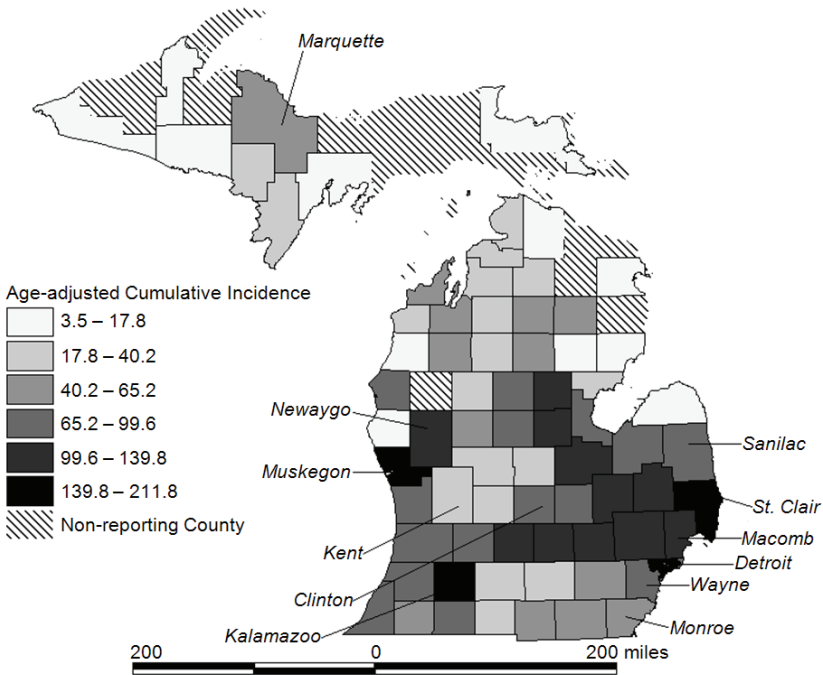 Marquette
Age-adjusted Cumulative Incidence
3.5 – 17.8
17.8 – 40.2
40.2 – 65.2
65.2 – 99.6
99.6 – 139.8
139.8 – 211.8
Non-reporting County
Newaygo
Muskegon
Kent
Clinton
Kalamazoo
Sanilac
St. Clair
Macomb
Detroit
Wayne
Monroe
200 0 200 miles